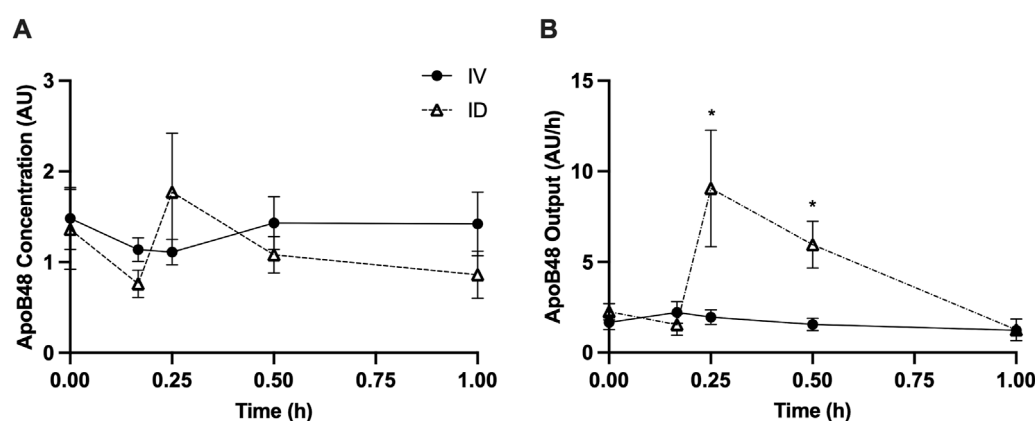 A
ApoB48 Concentration (AU)
3
2
1
0
0.00 0.25 0.50 0.75 1.00
Time (h)
IV
ID
B
ApoB48 Output (AU/h)
15
10
5
0
*
*
0.00 0.25 0.50 0.75 1.00
Time (h)